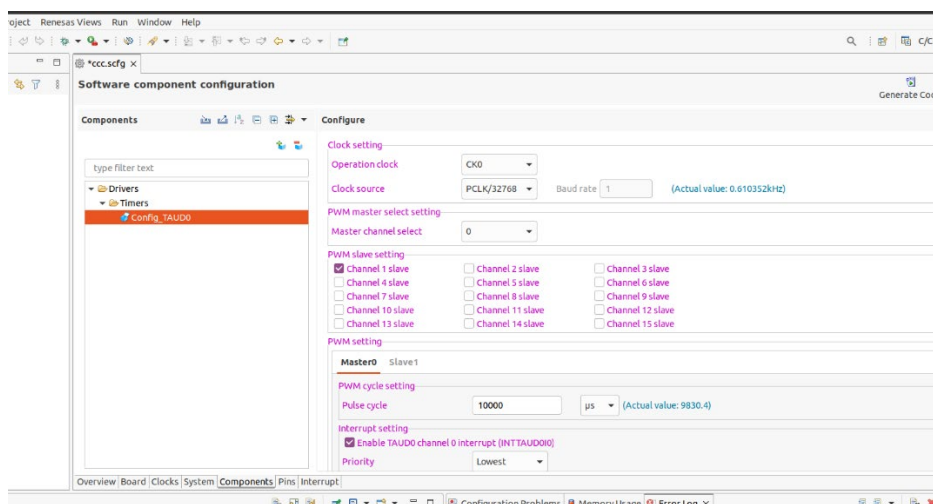 oject Renesas Views Run Window Help
C/C
*ccc.scfg
Software component configuration
Generate Coc
Components
Configure
type filter text
Drivers
Timers
Config_TAUD0
Clock setting
Operation clock CK0
Clock source PCLK/32768 Baud rate 1 (Actual value: 0.610352kHz)
PWM master select setting
Master channel select 0
PWM slave setting
Channel 1 slave Channel 2 slave Channel 3 slave
Channel 4 slave Channel 5 slave Channel 6 slave
Channel 7 slave Channel 8 slave Channel 9 slave
Channel 10 slave Channel 11 slave Channel 12 slave
Channel 13 slave Channel 14 slave Channel 15 slave
PWM setting
Master0 Slave1
PWM cycle setting
Pulse cycle 10000 µs (Actual value: 9830.4)
Interrupt setting
Enable TAUD0 channel 0 interrupt (INTTAUD0I0)
Priority Lowest
Overview Board Clocks System Components Pins Interrupt
Configuration Problems Memory Usage Error Log